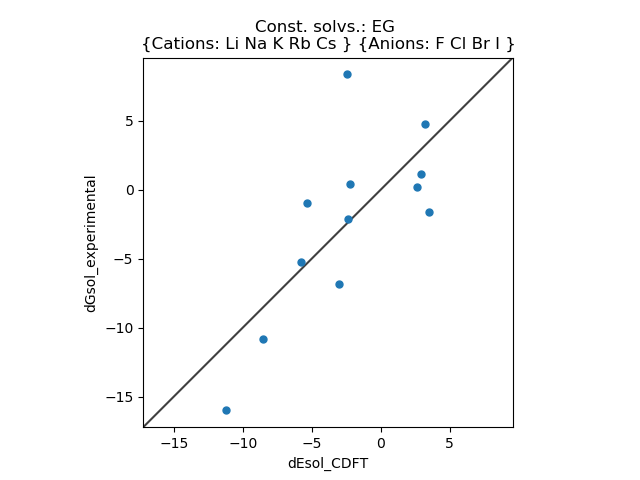 Const. solvs.: EG
{Cations: Li Na K Rb Cs } {Anions: F Cl Br I }
5
0
−5
−10
−15
dGsol_experimental
−15 −10 −5 0 5
dEsol_CDFT